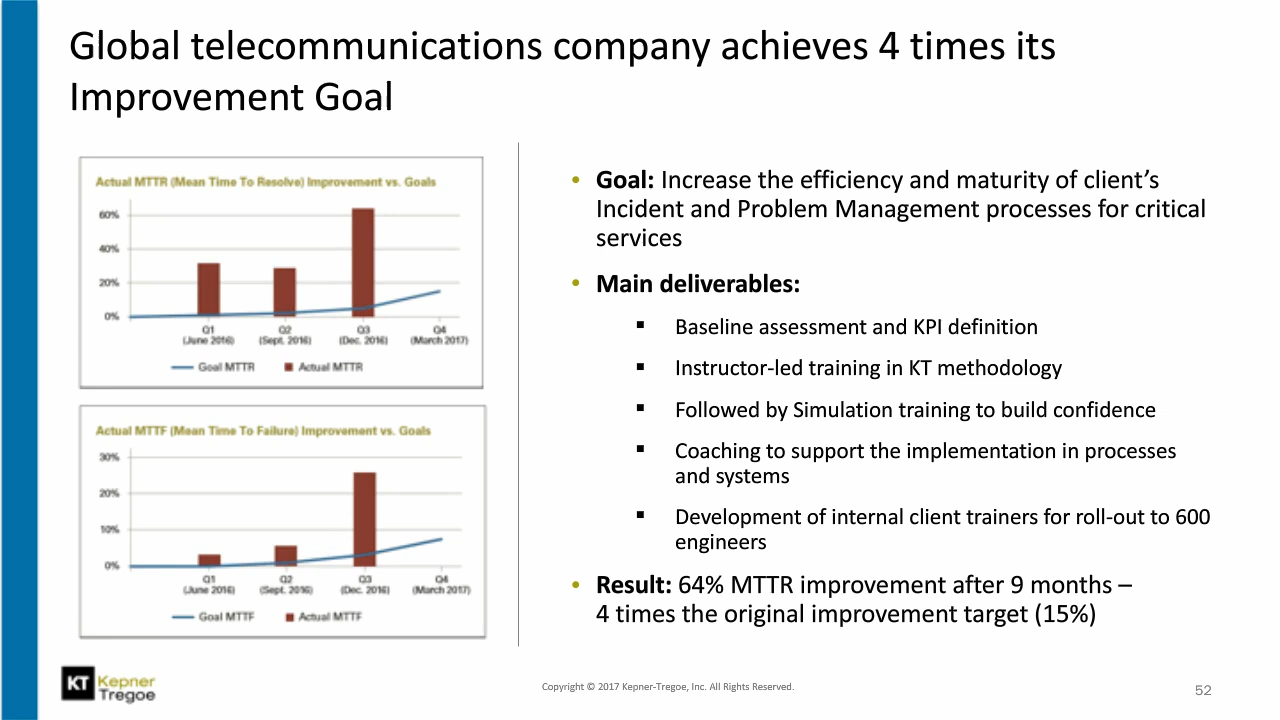 Global telecommunications company achieves 4 times its
Improvement Goal
Actual MTTR (Mean Time To Resolve) Improvement vs. Goals
60%
40%
20%
0%
Q1 Q2 Q3 Q4
(June 2016) (Sept. 2016) (Dec. 2016) (March 2017)
Goal MTTR Actual MTTR
Actual MTTF (Mean Time To Failure) Improvement vs. Goals
30%
20%
10%
0%
Q1 Q2 Q3 Q4
(June 2016) (Sept. 2016) (Dec. 2016) (March 2017)
Goal MTTF Actual MTTF
• Goal: Increase the efficiency and maturity of client’s
Incident and Problem Management processes for critical
services
• Main deliverables:
▪ Baseline assessment and KPI definition
▪ Instructor-led training in KT methodology
▪ Followed by Simulation training to build confidence
▪ Coaching to support the implementation in processes
and systems
▪ Development of internal client trainers for roll-out to 600
engineers
• Result: 64% MTTR improvement after 9 months –
4 times the original improvement target (15%)
KT Kepner
Tregoe
Copyright © 2017 Kepner-Tregoe, Inc. All Rights Reserved.
52